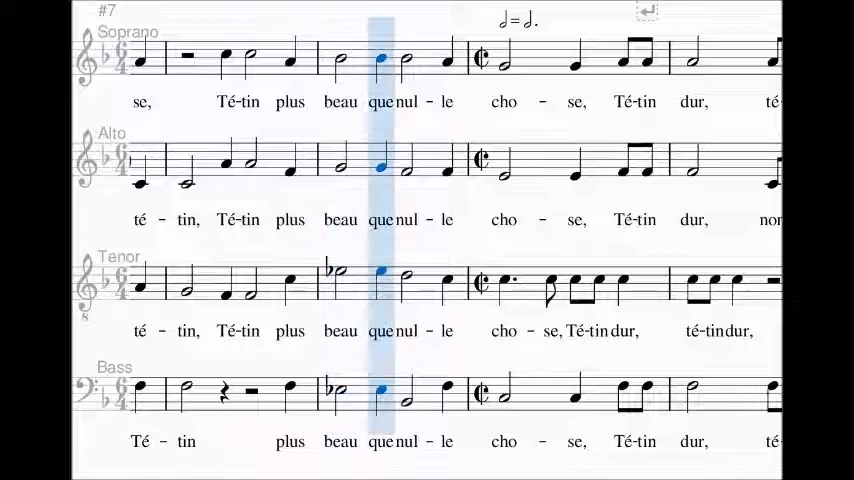 #7
Soprano
se, Té-tin plus beau que nul – le cho – se, Té-tin dur, té-
Alto
té – tin, Té-tin plus beau que nul – le cho – se, Té-tin dur, non
Tenor
té – tin, Té-tin plus beau que nul – le cho – se, Té-tin dur, té-tin dur,
Bass
Té – tin plus beau que nul – le cho – se, Té-tin dur, té-